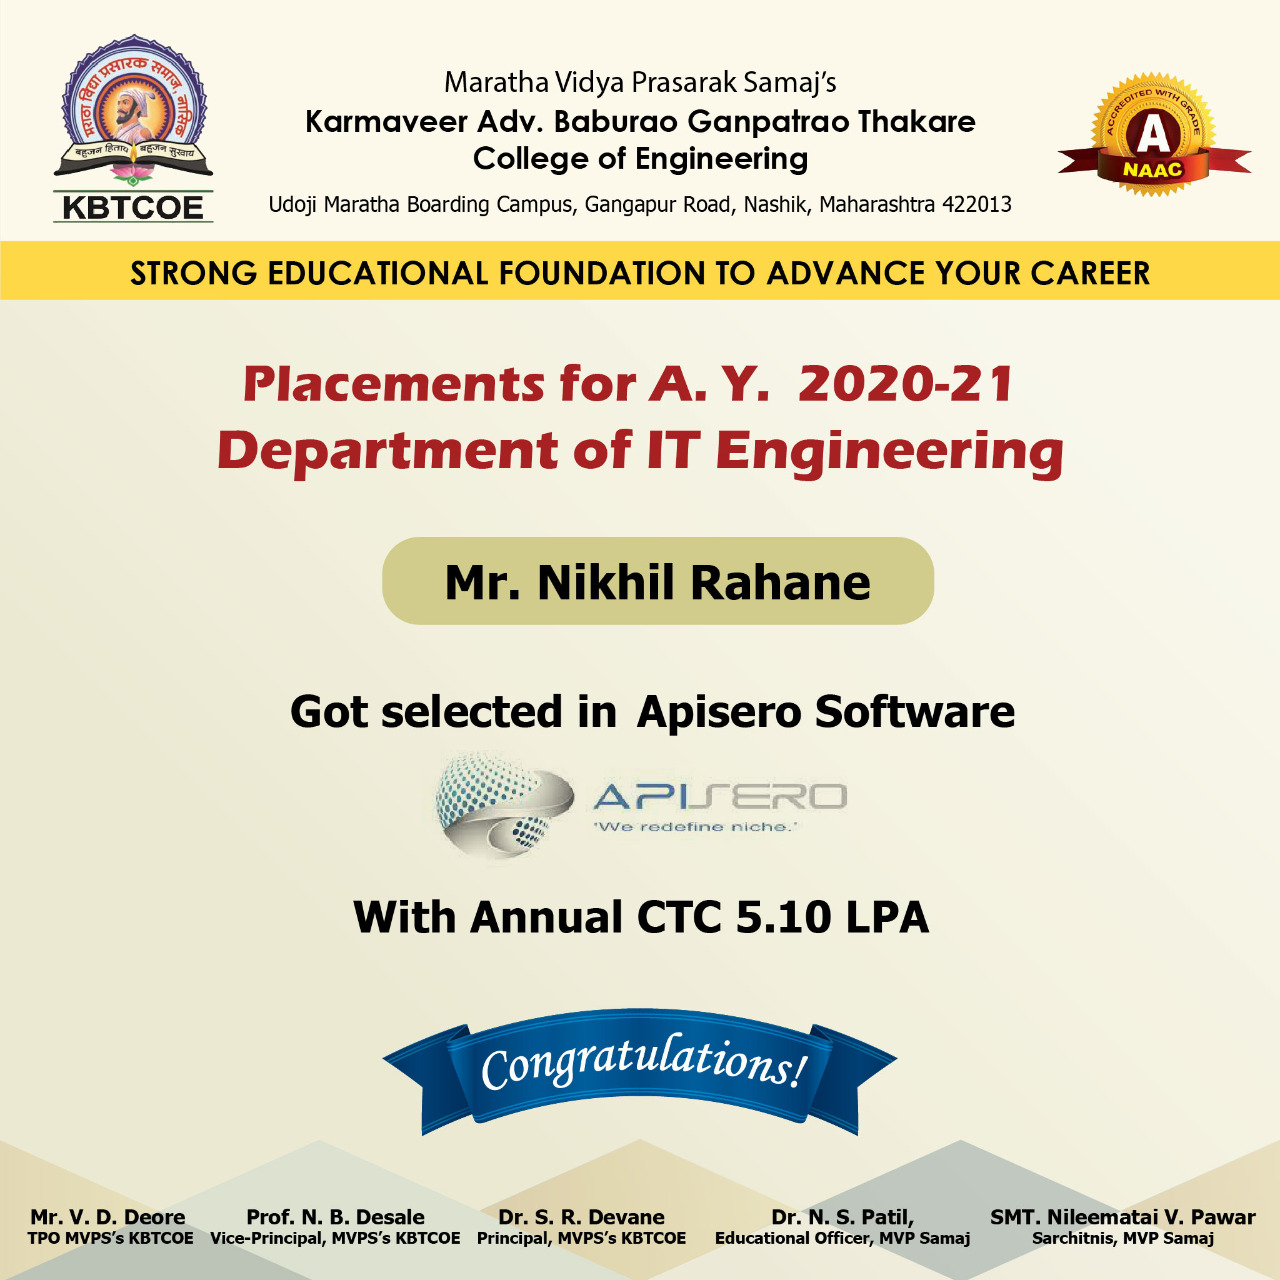 मराठा विद्या प्रसारक समाज, नाशिक
बहुजन हिताय बहुजन सुखाय
KBTCOE
Maratha Vidya Prasarak Samaj's
Karmaveer Adv. Baburao Ganpatrao Thakare
College of Engineering
Udoji Maratha Boarding Campus, Gangapur Road, Nashik, Maharashtra 422013
ACCREDITED WITH GRADE
A
NAAC
STRONG EDUCATIONAL FOUNDATION TO ADVANCE YOUR CAREER
Placements for A. Y. 2020-21
Department of IT Engineering
Mr. Nikhil Rahane
Got selected in Apisero Software
APISERO
'We redefine niche.'
With Annual CTC 5.10 LPA
Congratulations!
Mr. V. D. Deore
TPO MVPS's KBTCOE
Prof. N. B. Desale
Vice-Principal, MVPS's KBTCOE
Dr. S. R. Devane
Principal, MVPS's KBTCOE
Dr. N. S. Patil,
Educational Officer, MVP Samaj
SMT. Nileematai V. Pawar
Sarchitnis, MVP Samaj